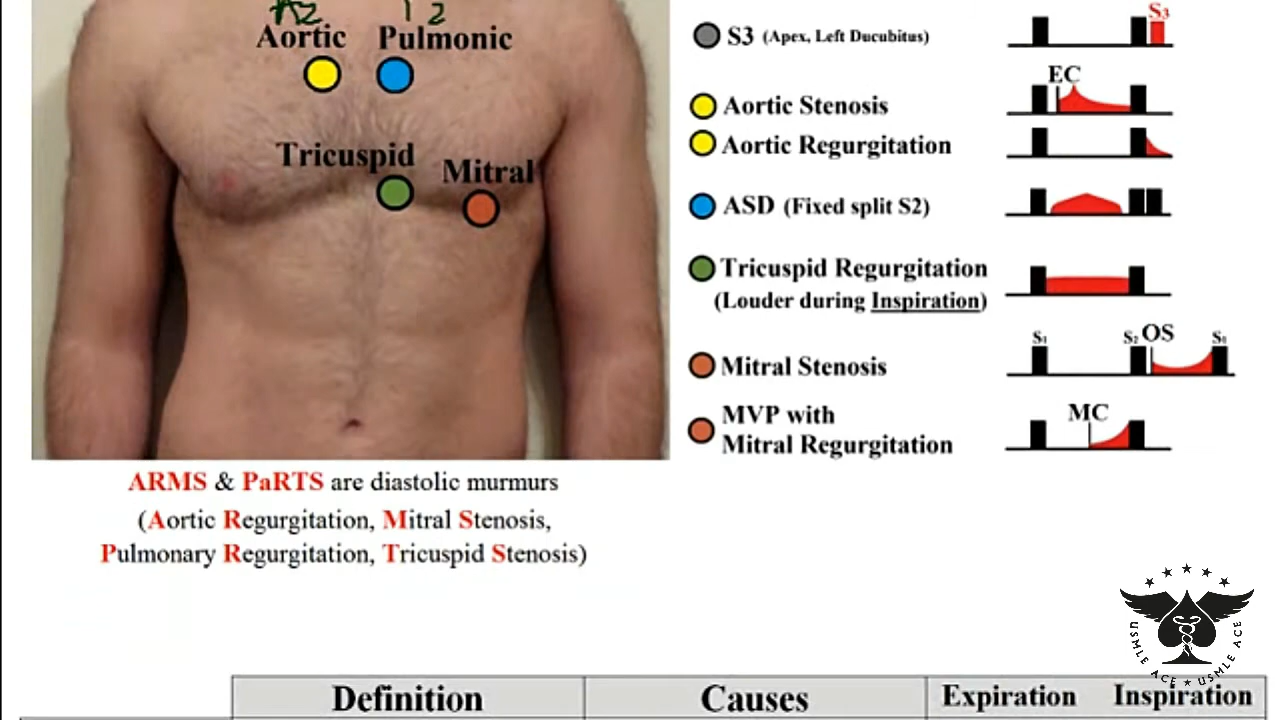 A2 P2
Aortic Pulmonic
Tricuspid
Mitral
S3 (Apex, Left Ducubitus)
S3
Aortic Stenosis
EC
Aortic Regurgitation
ASD (Fixed split S2)
Tricuspid Regurgitation
(Louder during Inspiration)
Mitral Stenosis
S₁ S₂ OS S₁
MVP with
Mitral Regurgitation
MC
ARMS & PaRTS are diastolic murmurs
(Aortic Regurgitation, Mitral Stenosis,
Pulmonary Regurgitation, Tricuspid Stenosis)
USMLE ACE ★ USMLE ACE
Definition Causes Expiration Inspiration